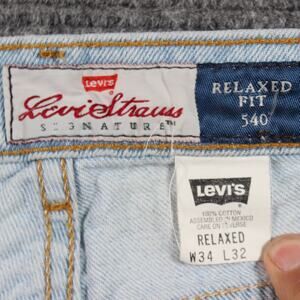 Levi's
Levi Strauss
SIGNATURE™
RELAXED
FIT
540
LEVI'S
100% COTTON
ASSEMBLED IN MEXICO
CARE ON REVERSE
RELAXED
W34 L32